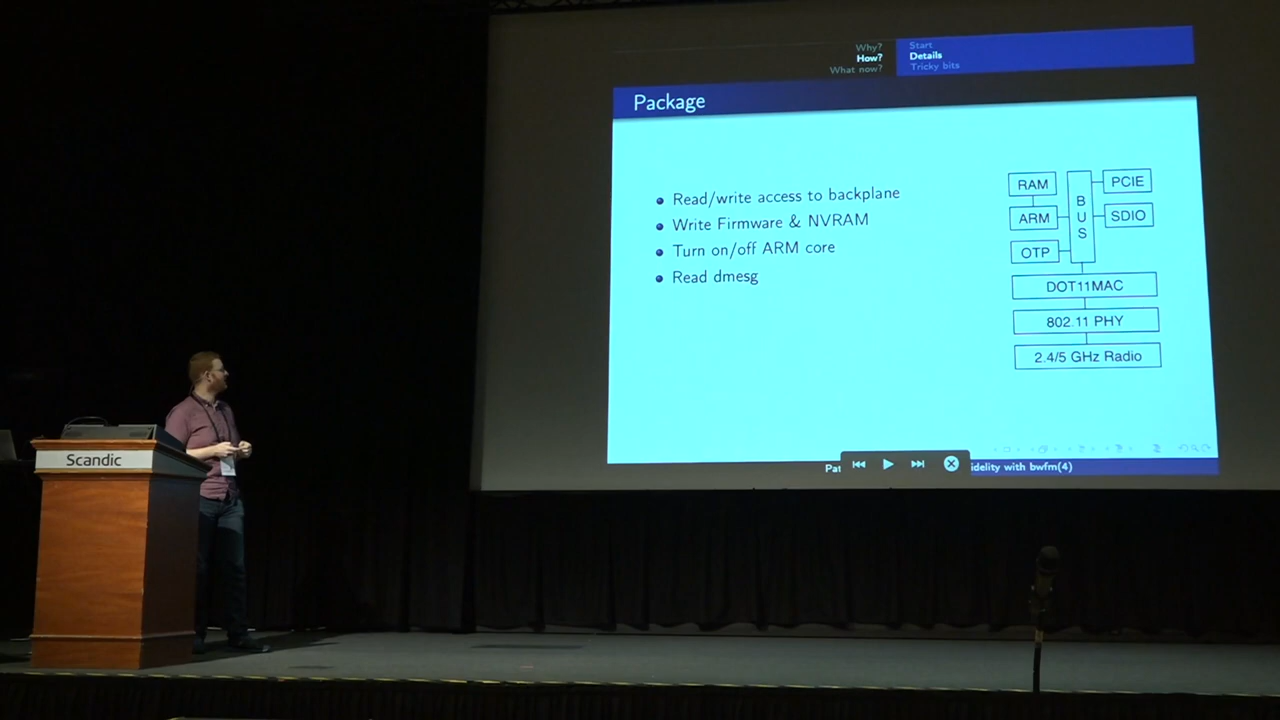 Why?
How?
What now?
Start
Details
Tricky bits
Package
Read/write access to backplane
Write Firmware & NVRAM
Turn on/off ARM core
Read dmesg
RAM
ARM
OTP
BUS
PCIE
SDIO
DOT11MAC
802.11 PHY
2.4/5 GHz Radio
Pat
idelity with bwfm(4)
Scandic